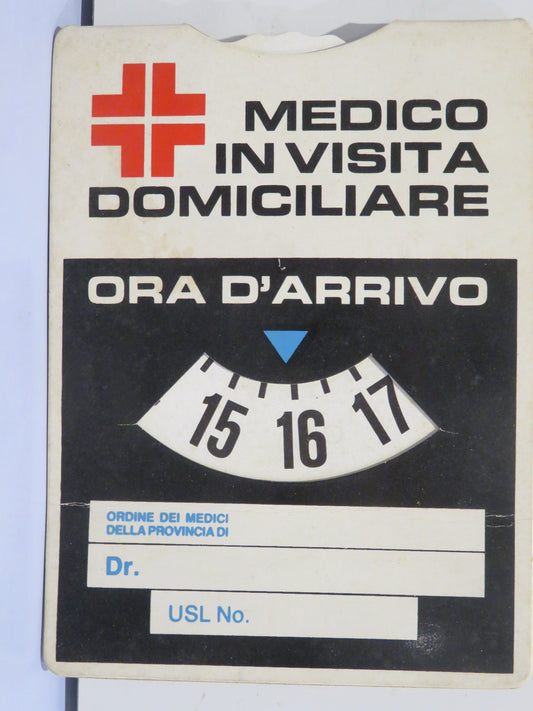 MEDICO
IN VISITA
DOMICILIARE
ORA D'ARRIVO
15 16 17
ORDINE DEI MEDICI
DELLA PROVINCIA DI
Dr.
USL No.